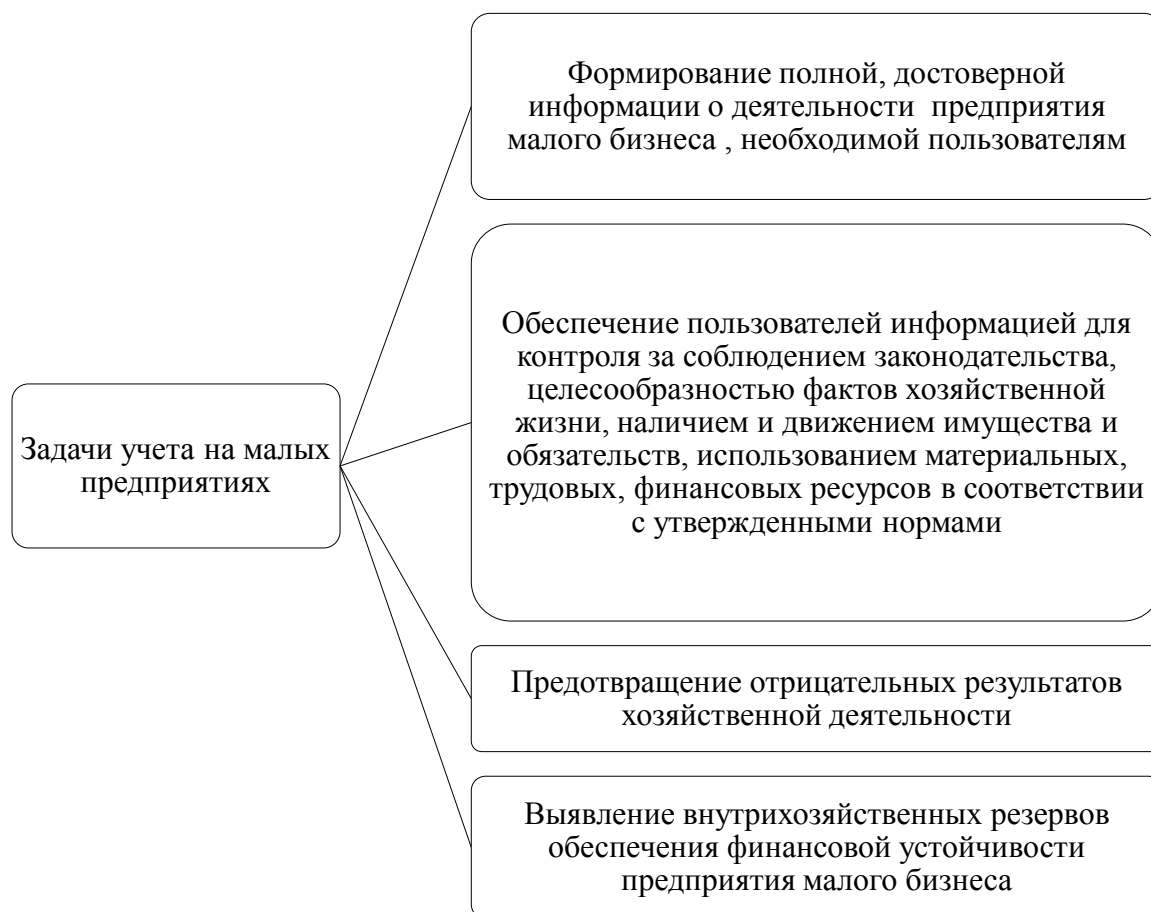 Формирование полной, достоверной
информации о деятельности предприятия
малого бизнеса , необходимой пользователям
Обеспечение пользователей информацией для
контроля за соблюдением законодательства,
целесообразностью фактов хозяйственной
жизни, наличием и движением имущества и
обязательств, использованием материальных,
трудовых, финансовых ресурсов в соответствии
с утвержденными нормами
Задачи учета на малых
предприятиях
Предотвращение отрицательных результатов
хозяйственной деятельности
Выявление внутрихозяйственных резервов
обеспечения финансовой устойчивости
предприятия малого бизнеса